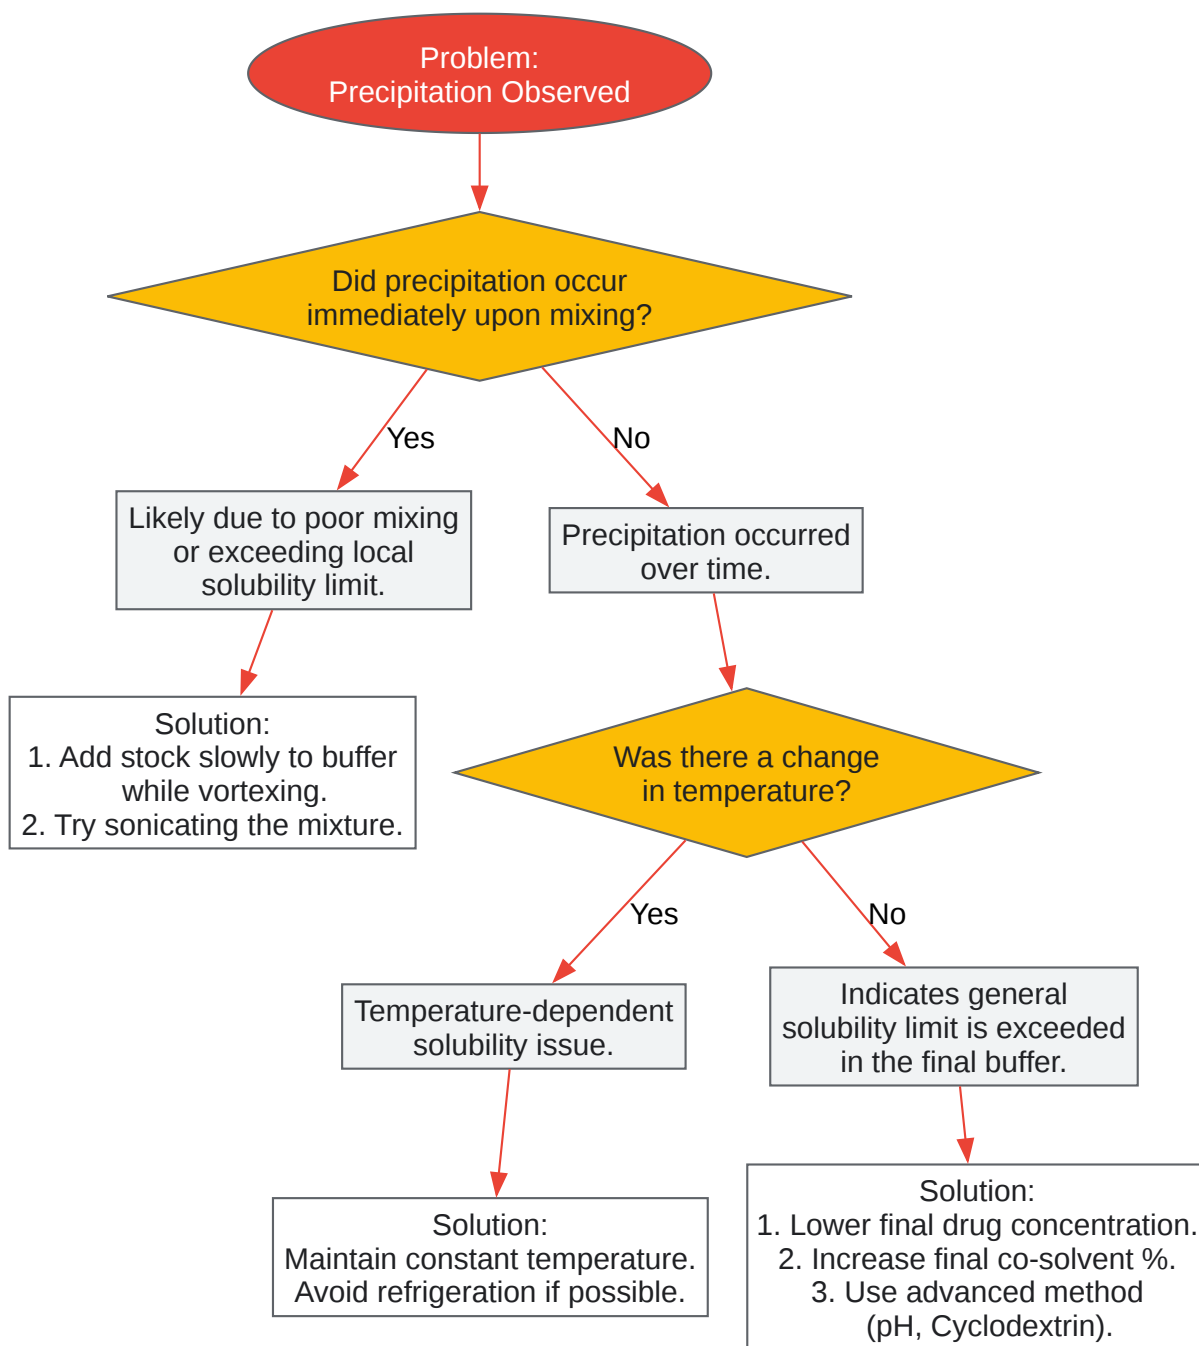 Problem:
Precipitation Observed
Did precipitation occur
immediately upon mixing?
Yes
No
Likely due to poor mixing
or exceeding local
solubility limit.
Precipitation occurred
over time.
Solution:
1. Add stock slowly to buffer
while vortexing.
2. Try sonicating the mixture.
Was there a change
in temperature?
Yes
No
Temperature-dependent
solubility issue.
Indicates general
solubility limit is exceeded
in the final buffer.
Solution:
Maintain constant temperature.
Avoid refrigeration if possible.
Solution:
1. Lower final drug concentration.
2. Increase final co-solvent %.
3. Use advanced method
(pH, Cyclodextrin).